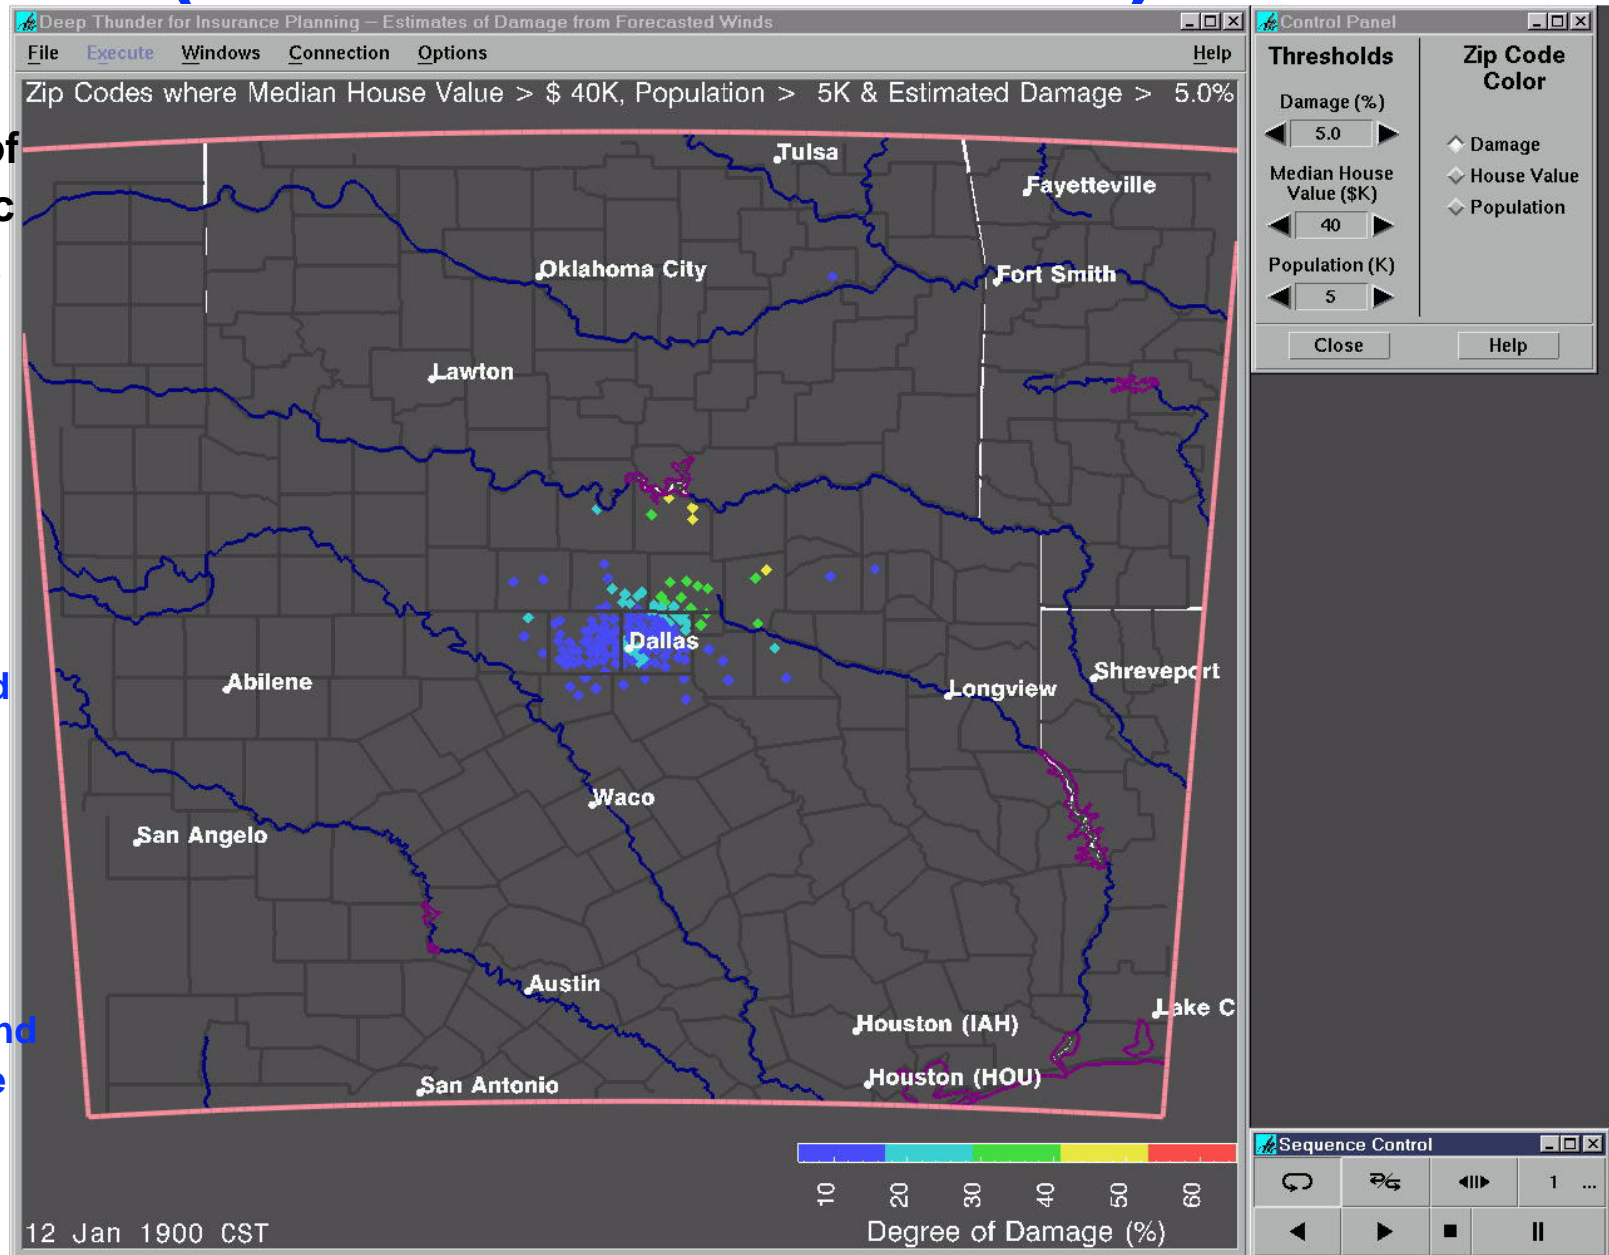 Deep Thunder for Insurance Planning – Estimates of Damage from Forecasted Winds
File Execute Windows Connection Options Help
Zip Codes where Median House Value > $ 40K, Population > 5K & Estimated Damage > 5.0%
Tulsa
Fayetteville
Oklahoma City
Fort Smith
Lawton
Dallas
Abilene
Shreveport
Longview
Waco
San Angelo
Austin
Lake C
Houston (IAH)
Houston (HOU)
San Antonio
10 20 30 40 50 60
12 Jan 1900 CST
Degree of Damage (%)
Control Panel
Thresholds
Damage (%)
5.0
Median House
Value ($K)
40
Population (K)
5
Zip Code
Color
Damage
House Value
Population
Close Help
Sequence Control
1 ...
of
c
d
nd
e